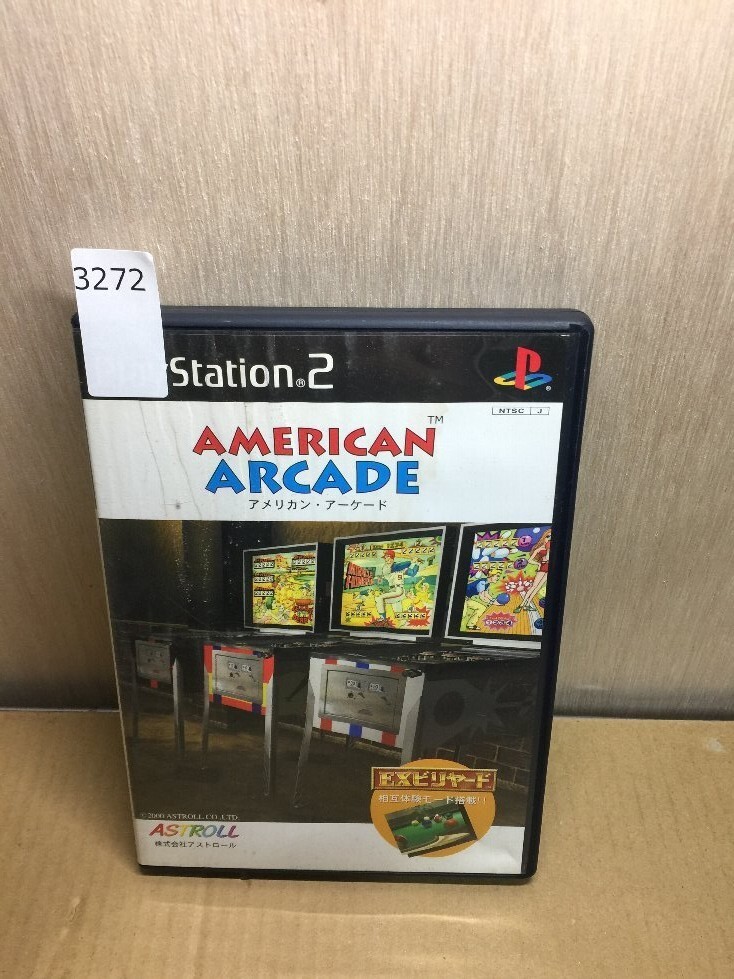 3272
Station®2
NTSC J
AMERICAN™
ARCADE
アメリカン・アーケード
EXビリヤード
相互体験モード搭載!!
©2000 ASTROLL CO.,LTD
ASTROLL
株式会社アストロール